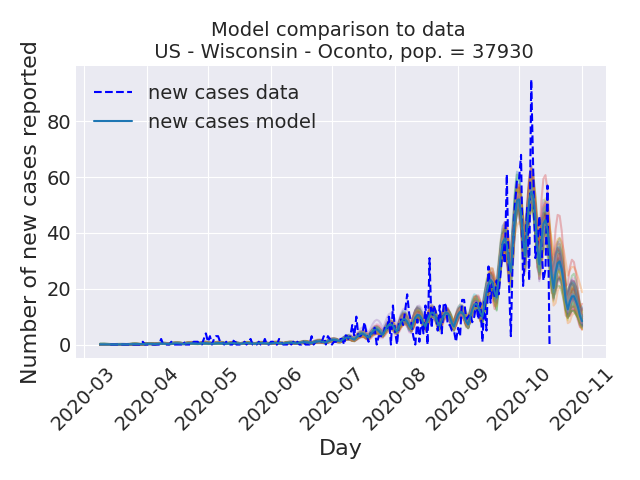 Model comparison to data
US - Wisconsin - Oconto, pop. = 37930
Number of new cases reported
new cases data
new cases model
80
60
40
20
0
2020-03
2020-04
2020-05
2020-06
2020-07
2020-08
2020-09
2020-10
2020-11
Day